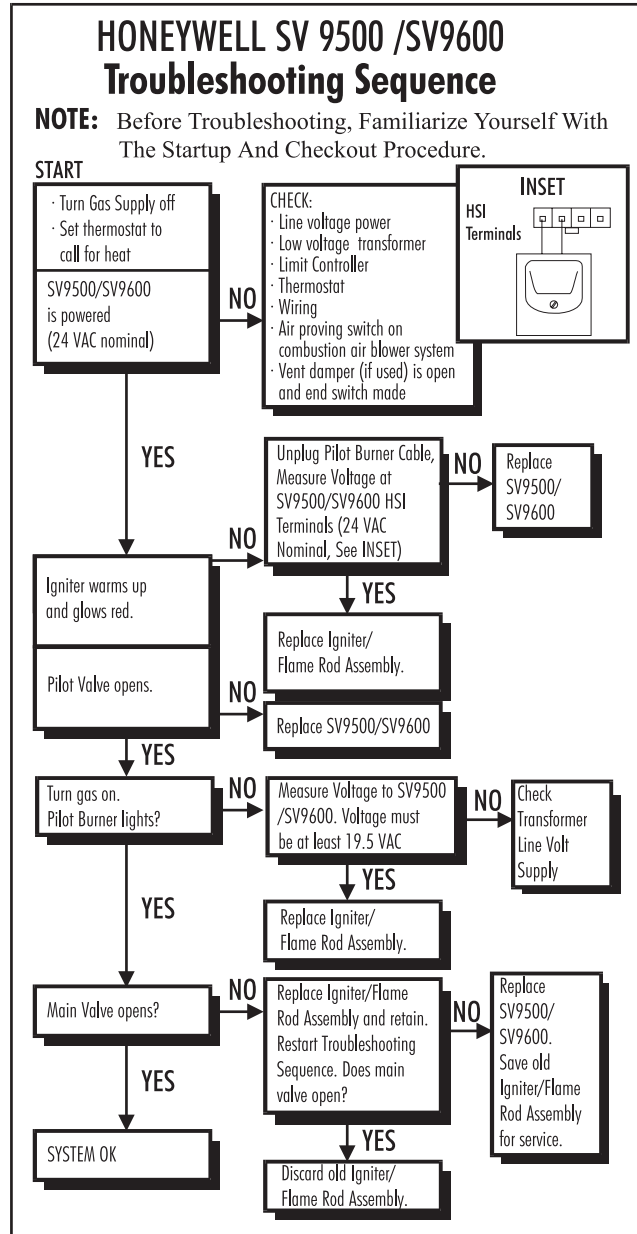 HONEYWELL SV 9500 /SV9600
Troubleshooting Sequence
NOTE: Before Troubleshooting, Familiarize Yourself With
The Startup And Checkout Procedure.
START
· Turn Gas Supply off
· Set thermostat to
call for heat
SV9500/SV9600
is powered
(24 VAC nominal)
NO
CHECK:
· Line voltage power
· Low voltage transformer
· Limit Controller
· Thermostat
· Wiring
· Air proving switch on
combustion air blower system
· Vent damper (if used) is open
and end switch made
INSET
HSI
Terminals
YES
Igniter warms up
and glows red.
NO
Unplug Pilot Burner Cable,
Measure Voltage at
SV9500/SV9600 HSI
Terminals (24 VAC
Nominal, See INSET)
NO
Replace
SV9500/
SV9600
YES
Replace Igniter/
Flame Rod Assembly.
Pilot Valve opens.
NO
Replace SV9500/SV9600
YES
Turn gas on.
Pilot Burner lights?
NO
Measure Voltage to SV9500
/SV9600. Voltage must
be at least 19.5 VAC
NO
Check
Transformer
Line Volt
Supply
YES
Replace Igniter/
Flame Rod Assembly.
YES
Main Valve opens?
NO
Replace Igniter/Flame
Rod Assembly and retain.
Restart Troubleshooting
Sequence. Does main
valve open?
NO
Replace
SV9500/
SV9600.
Save old
Igniter/Flame
Rod Assembly
for service.
YES
Discard old Igniter/
Flame Rod Assembly.
YES
SYSTEM OK